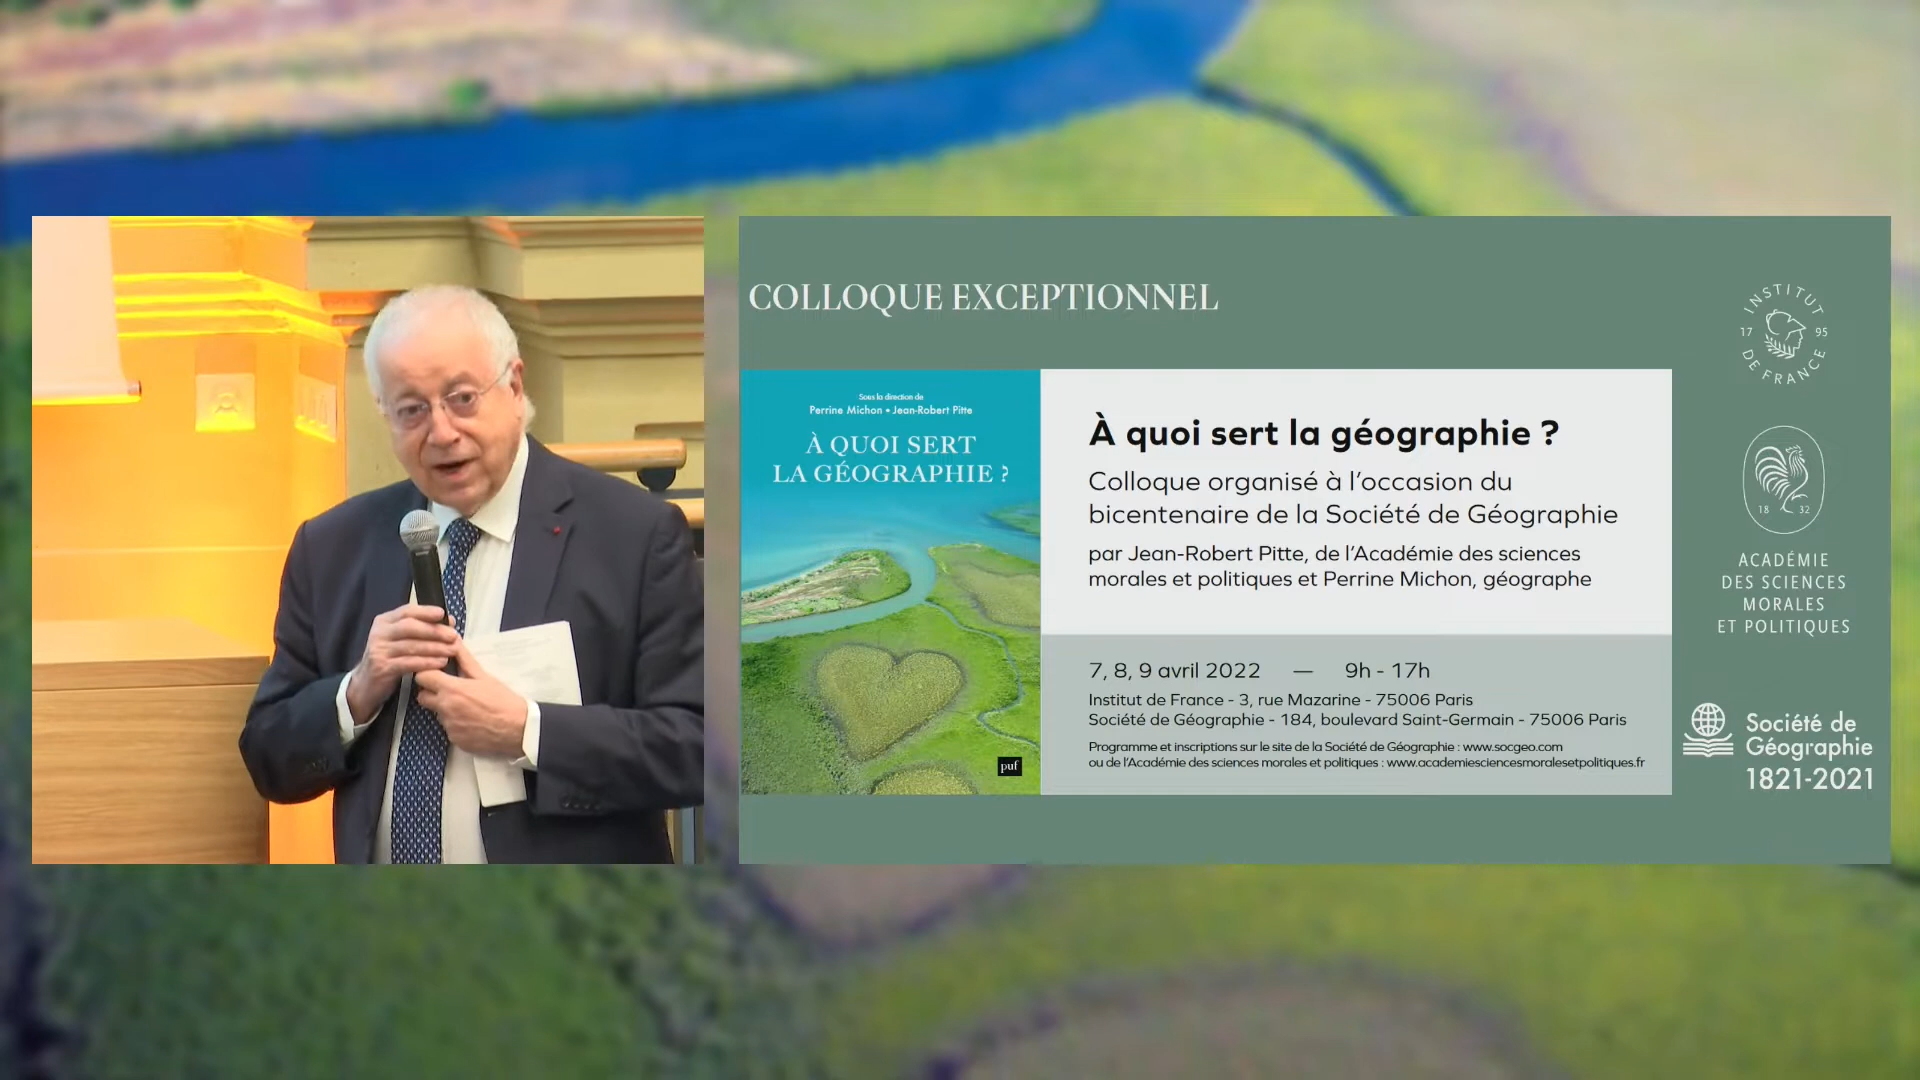 COLLOQUE EXCEPTIONNEL
Sous la direction de
Perrine Michon • Jean-Robert Pitte
À QUOI SERT
LA GÉOGRAPHIE ?
puf
À quoi sert la géographie ?
Colloque organisé à l’occasion du
bicentenaire de la Société de Géographie
par Jean-Robert Pitte, de l’Académie des sciences
morales et politiques et Perrine Michon, géographe
7, 8, 9 avril 2022 — 9h - 17h
Institut de France - 3, rue Mazarine - 75006 Paris
Société de Géographie - 184, boulevard Saint-Germain - 75006 Paris
Programme et inscriptions sur le site de la Société de Géographie : www.socgeo.com
ou de l’Académie des sciences morales et politiques : www.academiesciencesmoralesetpolitiques.fr
INSTITUT
17 95
DE FRANCE
18 32
ACADÉMIE
DES SCIENCES
MORALES
ET POLITIQUES
Société de
Géographie
1821-2021